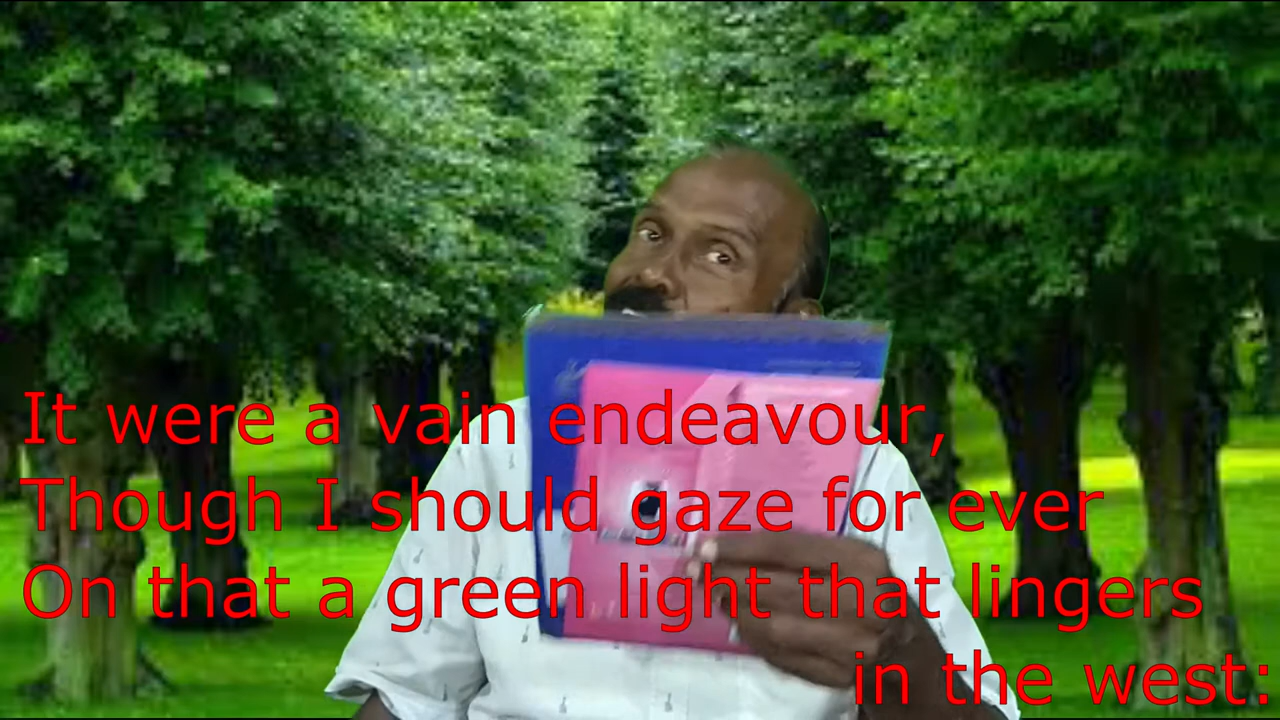 It were a vain endeavour,
Though I should gaze for ever
On that a green light that lingers
in the west: